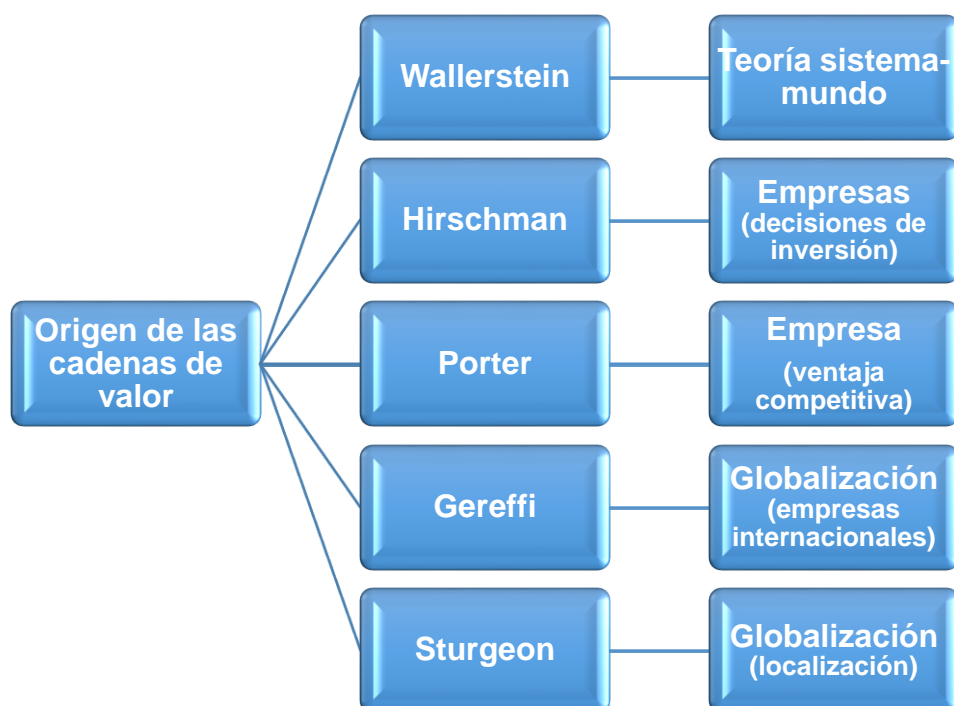 Wallerstein
Teoría sistema-
mundo
Hirschman
Empresas
(decisiones de
inversión)
Origen de las
cadenas de
valor
Porter
Empresa
(ventaja
competitiva)
Gereffi
Globalización
(empresas
internacionales)
Sturgeon
Globalización
(localización)